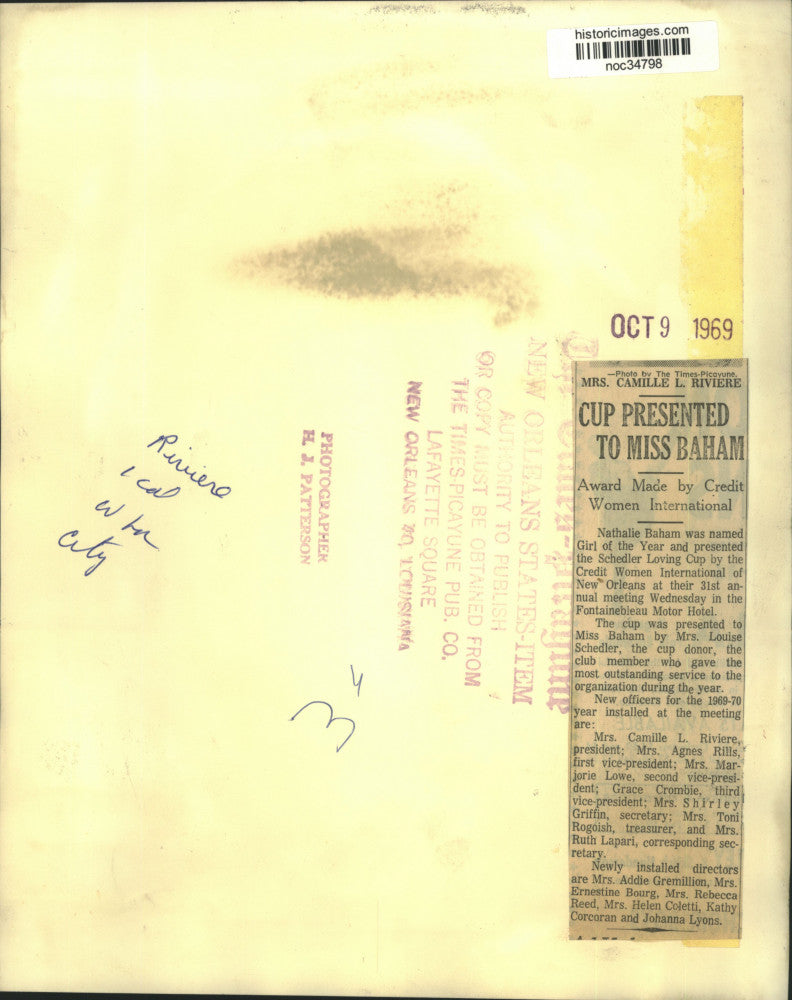 historicimages.com
noc34798
OCT 9 1969
—Photo by The Times-Picayune.
MRS. CAMILLE L. RIVIERE
CUP PRESENTED
TO MISS BAHAM
Award Made by Credit
Women International
Nathalie Baham was named
Girl of the Year and presented
the Schedler Loving Cup by the
Credit Women International of
New Orleans at their 31st an-
nual meeting Wednesday in the
Fontainebleau Motor Hotel.
The cup was presented to
Miss Baham by Mrs. Louise
Schedler, the cup donor, the
club member who gave the
most outstanding service to the
organization during the year.
New officers for the 1969-70
year installed at the meeting
are:
Mrs. Camille L. Riviere,
president; Mrs. Agnes Rills,
first vice-president; Mrs. Mar-
jorie Lowe, second vice-presi-
dent; Grace Crombie, third
vice-president; Mrs. Shirley
Griffin, secretary; Mrs. Toni
Rogoish, treasurer, and Mrs.
Ruth Lapari, corresponding sec-
retary.
Newly installed directors
are Mrs. Addie Gremillion, Mrs.
Ernestine Bourg, Mrs. Rebecca
Reed, Mrs. Helen Coletti, Kathy
Corcoran and Johanna Lyons.
The Times-Picayune
NEW ORLEANS STATES-ITEM
AUTHORITY TO PUBLISH
OR COPY MUST BE OBTAINED FROM
THE TIMES-PICAYUNE PUB. CO.
LAFAYETTE SQUARE
NEW ORLEANS 40, LOUISIANA
PHOTOGRAPHER
H. J. PATTERSON
Riviere
1 col
City